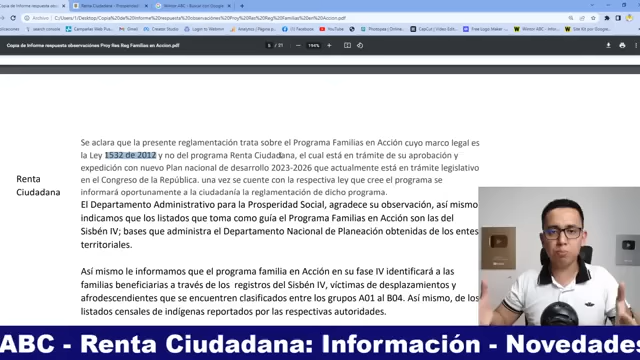 Copia de Informe respuesta observaciónes Proy Res Reg Familias en Accion.pdf
5 / 21
198%
Se aclara que la presente reglamentación trata sobre el Programa Familias en Acción cuyo marco legal es
la Ley 1532 de 2012 y no del programa Renta Ciudadana, el cual está en trámite de su aprobación y
expedición con nuevo Plan nacional de desarrollo 2023-2026 que actualmente está en trámite legislativo
en el Congreso de la República. una vez se cuente con la respectiva ley que cree el programa se
informará oportunamente a la ciudadanía la reglamentación de dicho programa.
Renta
Ciudadana
El Departamento Administrativo para la Prosperidad Social, agradece su observación, así mismo
indicamos que los listados que toma como guía el Programa Familias en Acción son las del
Sisbén IV; bases que administra el Departamento Nacional de Planeación obtenidas de los entes
territoriales.
Así mismo le informamos que el programa familia en Acción en su fase IV identificará a las
familias beneficiarias a través de los registros del Sisbén IV, víctimas de desplazamientos y
afrodescendientes que se encuentren clasificados entre los grupos A01 al B04. Así mismo, de los
listados censales de indígenas reportados por las respectivas autoridades.
ABC - Renta Ciudadana: Información - Novedades